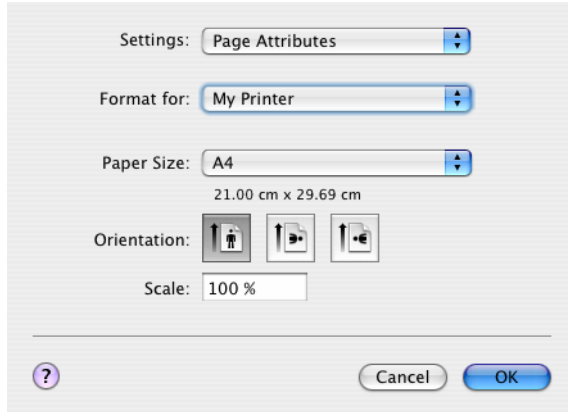 Settings: Page Attributes
Format for: My Printer
Paper Size: A4
21.00 cm x 29.69 cm
Orientation:
Scale: 100 %
? Cancel OK